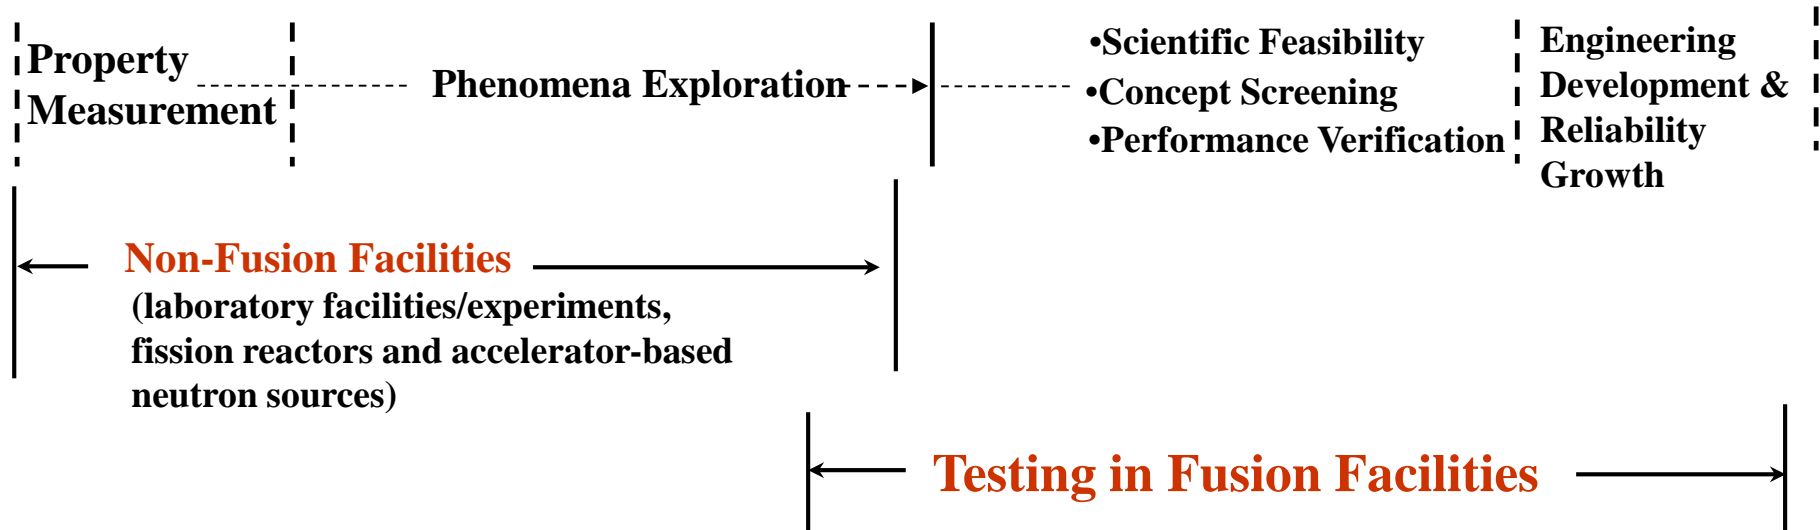 Property
Measurement
Phenomena Exploration
•Scientific Feasibility
•Concept Screening
•Performance Verification
Engineering
Development &
Reliability
Growth
Non-Fusion Facilities
(laboratory facilities/experiments,
fission reactors and accelerator-based
neutron sources)
Testing in Fusion Facilities